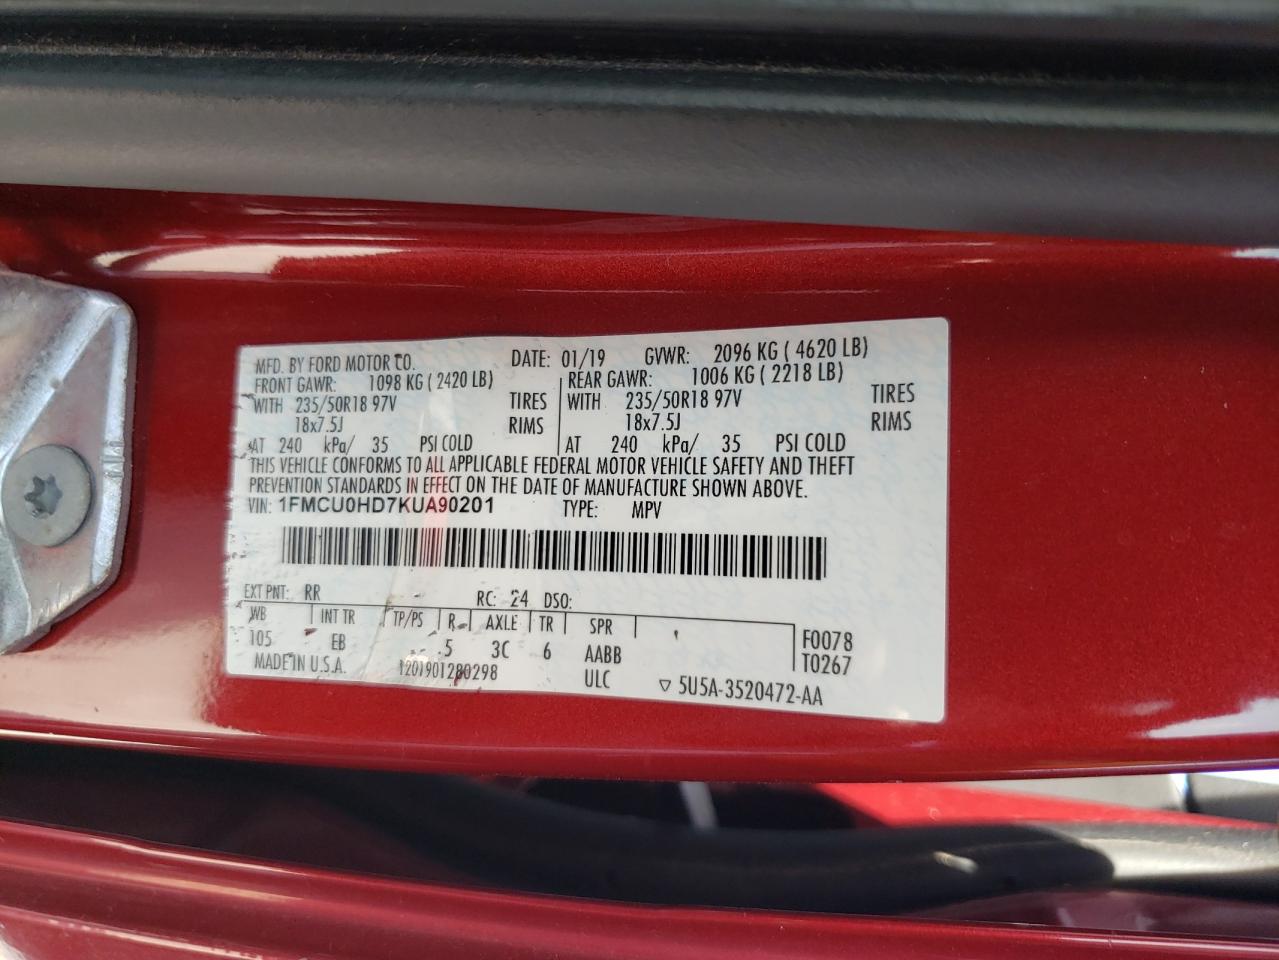 MFD. BY FORD MOTOR CO. DATE: 01/19 GVWR: 2096 KG ( 4620 LB)
FRONT GAWR: 1098 KG ( 2420 LB) REAR GAWR: 1006 KG ( 2218 LB)
WITH 235/50R18 97V TIRES WITH 235/50R18 97V TIRES
18x7.5J RIMS 18x7.5J RIMS
AT 240 kPa/ 35 PSI COLD AT 240 kPa/ 35 PSI COLD
THIS VEHICLE CONFORMS TO ALL APPLICABLE FEDERAL MOTOR VEHICLE SAFETY AND THEFT
PREVENTION STANDARDS IN EFFECT ON THE DATE OF MANUFACTURE SHOWN ABOVE.
VIN: 1FMCU0HD7KUA90201 TYPE: MPV
EXT PNT: RR RC: 24 DSO:
WB INT TR TP/PS R AXLE TR SPR F0078
105 EB 5 3C 6 AABB T0267
MADE IN U.S.A. 1201901280298 ULC ▽ 5U5A-3520472-AA